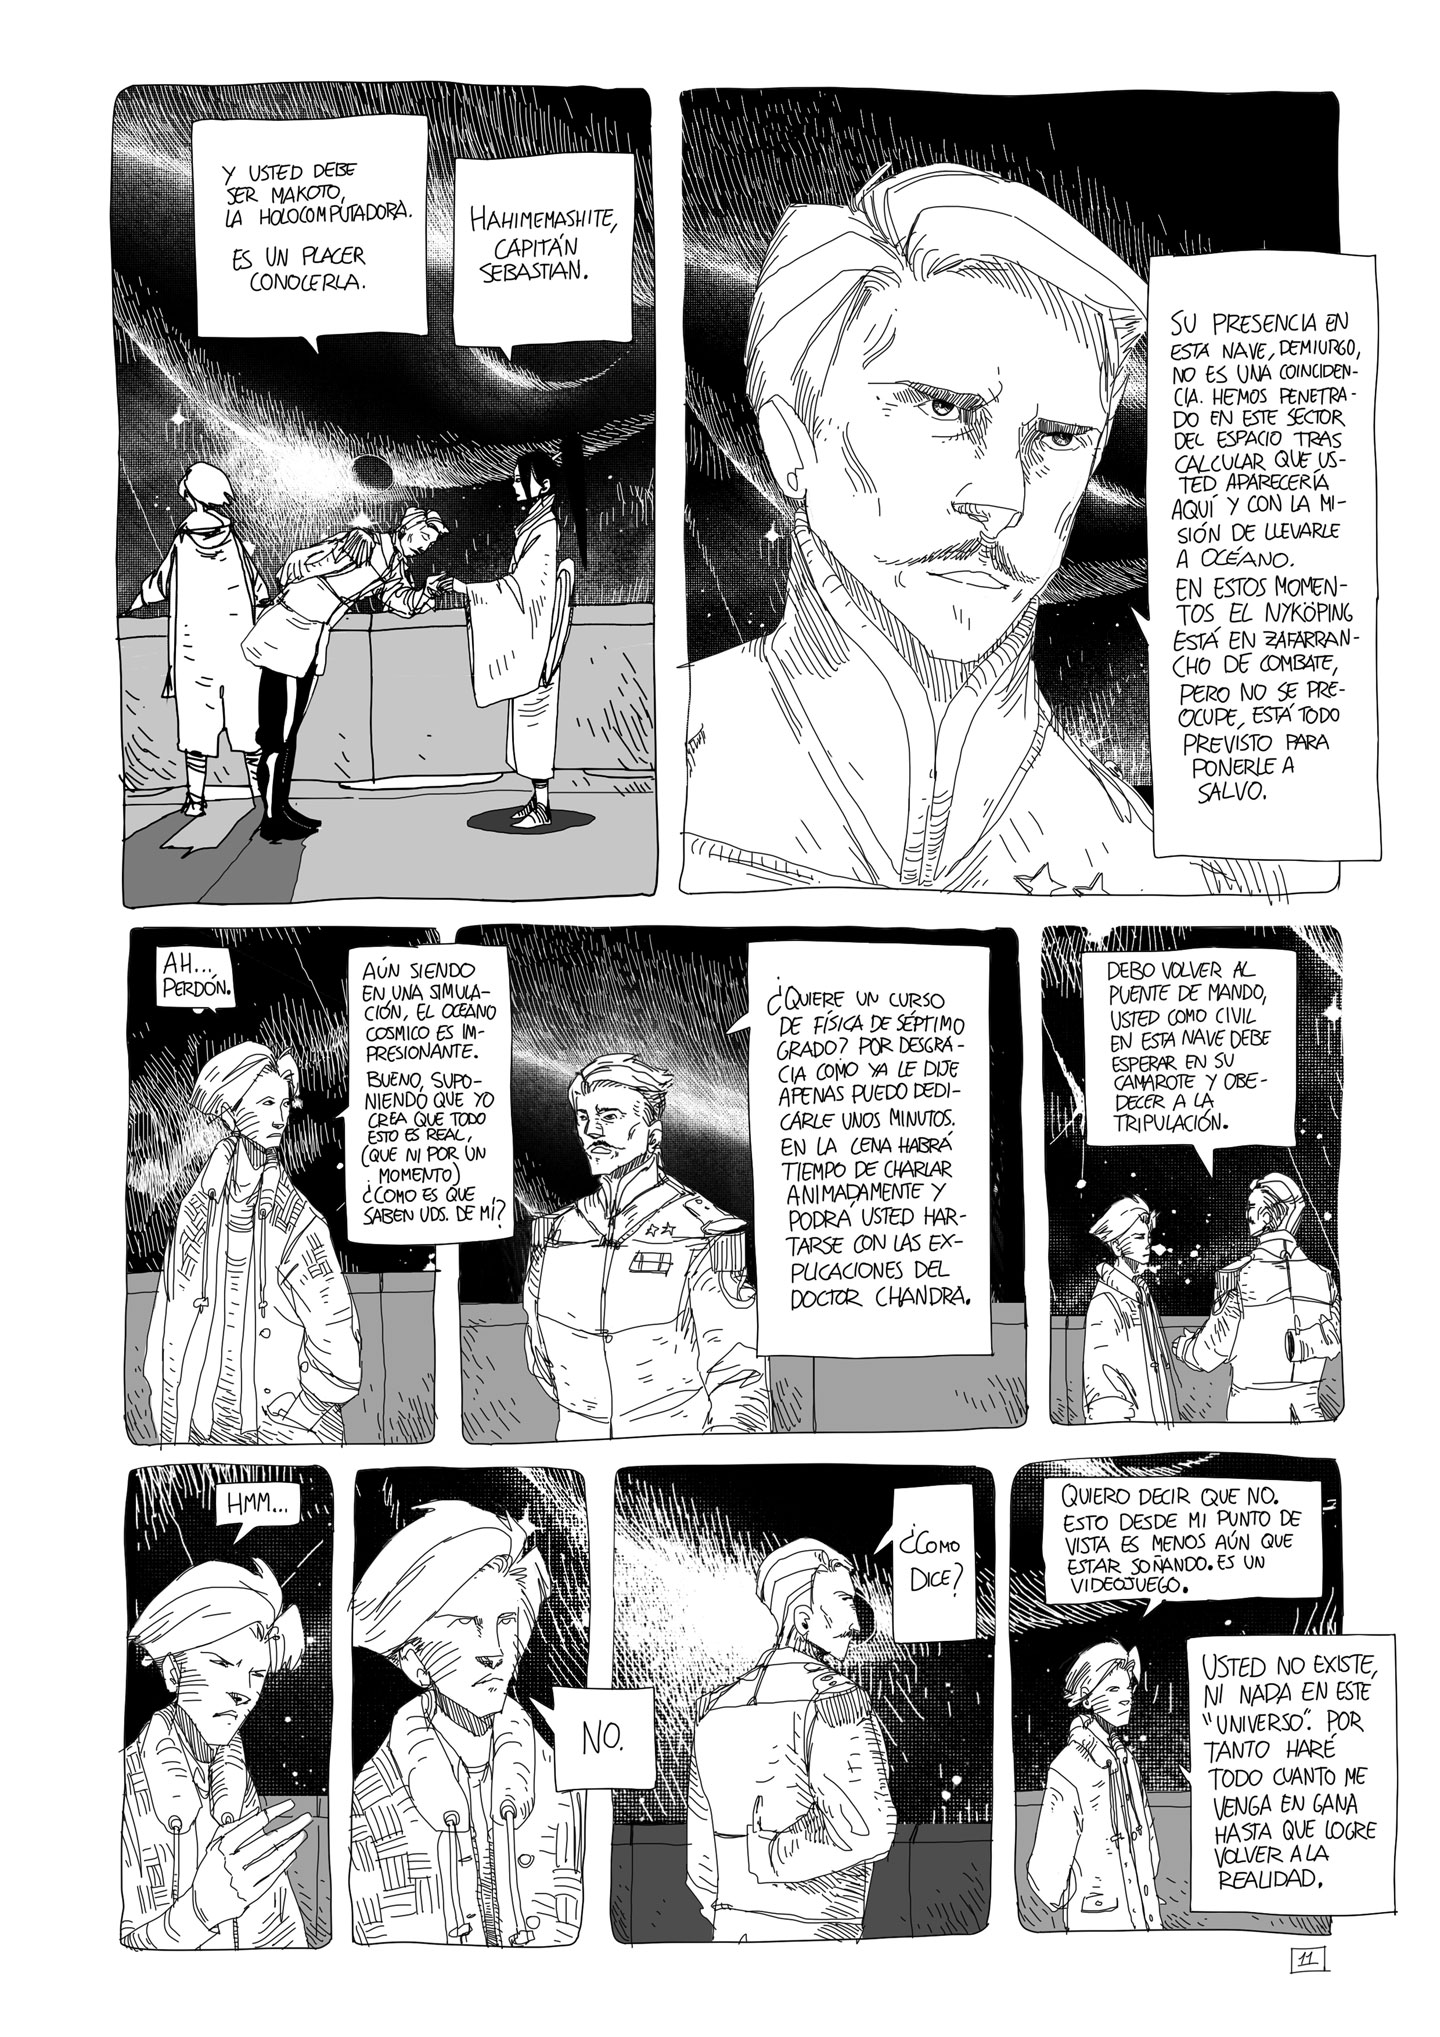 Y USTED DEBE
SER MAKOTO,
LA HOLOCOMPUTADORA.
ES UN PLACER
CONOCERLA.
HAHIMEMASHITE,
CAPITÁN
SEBASTIAN.
SU PRESENCIA EN
ESTA NAVE, DEMIURGO,
NO ES UNA COINCIDEN-
CIA. HEMOS PENETRA-
DO EN ESTE SECTOR
DEL ESPACIO TRAS
CALCULAR QUE US-
TED APARECERÍA
AQUÍ Y CON LA MI-
SIÓN DE LLEVARLE
A OCÉANO.
EN ESTOS MOMEN-
TOS EL NYKÖPING
ESTÁ EN ZAFARRAN-
CHO DE COMBATE,
PERO NO SE PRE-
OCUPE, ESTÁ TODO
PREVISTO PARA
PONERLE A
SALVO.
AH...
PERDÓN.
AÚN SIENDO
EN UNA SIMULA-
CIÓN, EL OCÉANO
COSMICO ES IM-
PRESIONANTE.
BUENO, SUPO-
NIENDO QUE YO
CREA QUE TODO
ESTO ES REAL,
(QUE NI POR UN
MOMENTO)
¿COMO ES QUE
SABEN UDS. DE MÍ?
¿QUIERE UN CURSO
DE FÍSICA DE SÉPTIMO
GRADO? POR DESGRA-
CIA COMO YA LE DIJE
APENAS PUEDO DEDI-
CARLE UNOS MINUTOS.
EN LA CENA HABRÁ
TIEMPO DE CHARLAR
ANIMADAMENTE Y
PODRÁ USTED HAR-
TARSE CON LAS EX-
PLICACIONES DEL
DOCTOR CHANDRA.
DEBO VOLVER AL
PUENTE DE MANDO,
USTED COMO CIVIL
EN ESTA NAVE DEBE
ESPERAR EN SU
CAMAROTE Y OBE-
DECER A LA
TRIPULACIÓN.
HMM...
NO.
¿COMO
DICE?
QUIERO DECIR QUE NO.
ESTO DESDE MI PUNTO DE
VISTA ES MENOS AÚN QUE
ESTAR SOÑANDO. ES UN
VIDEOJUEGO.
USTED NO EXISTE,
NI NADA EN ESTE
"UNIVERSO". POR
TANTO HARÉ
TODO CUANTO ME
VENGA EN GANA
HASTA QUE LOGRE
VOLVER A LA
REALIDAD.
11